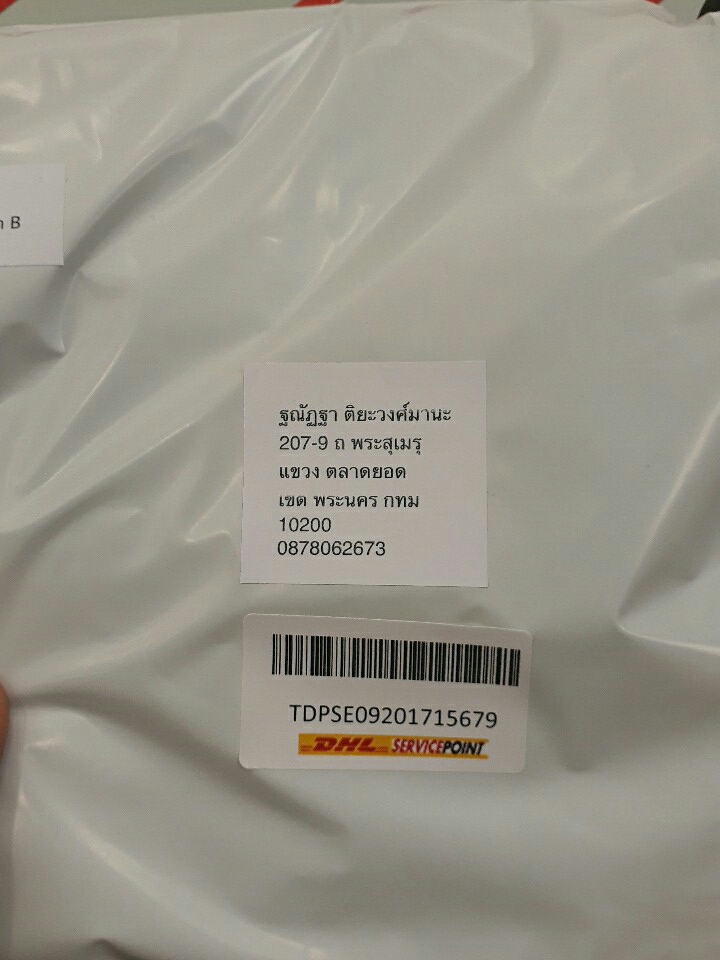 B
ฐณัฏฐา ติยะวงศ์มานะ
207-9 ถ พระสุเมรุ
แขวง ตลาดยอด
เขต พระนคร กทม
10200
0878062673
TDPSE09201715679
DHL SERVICEPOINT